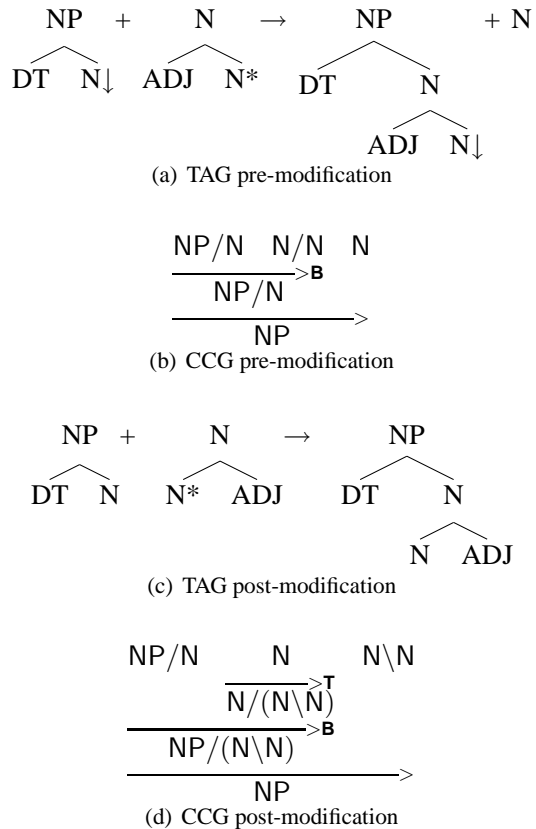 NP + N → NP + N
DT N↓ ADJ N* DT N
ADJ N↓
(a) TAG pre-modification
NP/N N/N N
>B
NP/N
>
NP
(b) CCG pre-modification
NP + N → NP
DT N N* ADJ DT N
N ADJ
(c) TAG post-modification
NP/N N N\N
>T
N/(N\N)
>B
NP/(N\N)
>
NP
(d) CCG post-modification